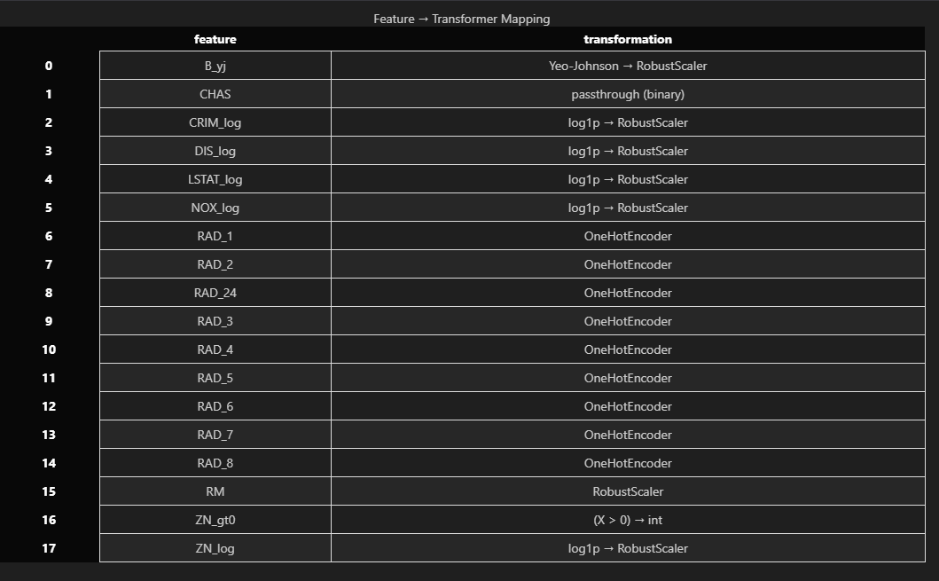 Feature → Transformer Mapping
feature transformation
0 B_yj Yeo-Johnson → RobustScaler
1 CHAS passthrough (binary)
2 CRIM_log log1p → RobustScaler
3 DIS_log log1p → RobustScaler
4 LSTAT_log log1p → RobustScaler
5 NOX_log log1p → RobustScaler
6 RAD_1 OneHotEncoder
7 RAD_2 OneHotEncoder
8 RAD_24 OneHotEncoder
9 RAD_3 OneHotEncoder
10 RAD_4 OneHotEncoder
11 RAD_5 OneHotEncoder
12 RAD_6 OneHotEncoder
13 RAD_7 OneHotEncoder
14 RAD_8 OneHotEncoder
15 RM RobustScaler
16 ZN_gt0 (X > 0) → int
17 ZN_log log1p → RobustScaler